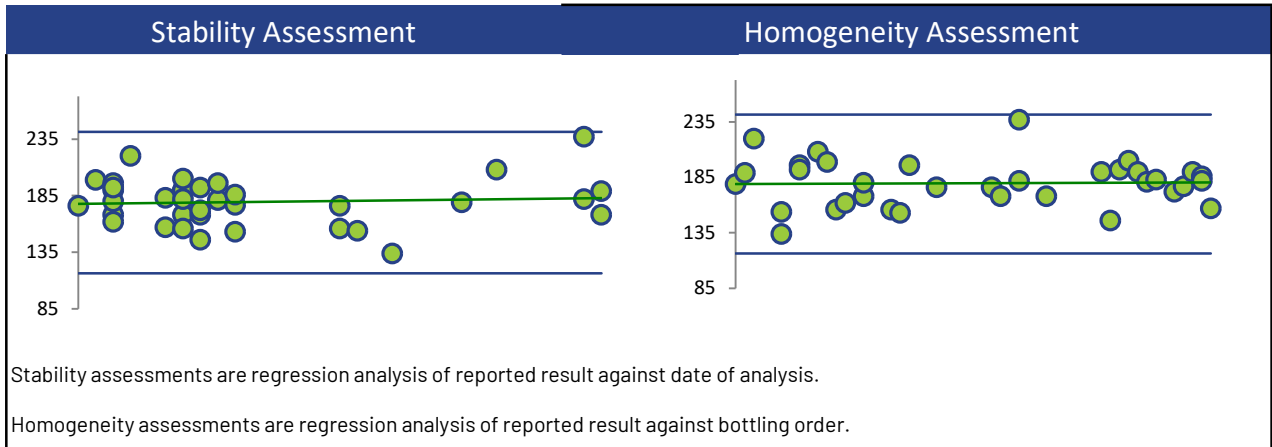 Stability Assessment
Homogeneity Assessment
235
185
135
85
235
185
135
85
Stability assessments are regression analysis of reported result against date of analysis.
Homogeneity assessments are regression analysis of reported result against bottling order.